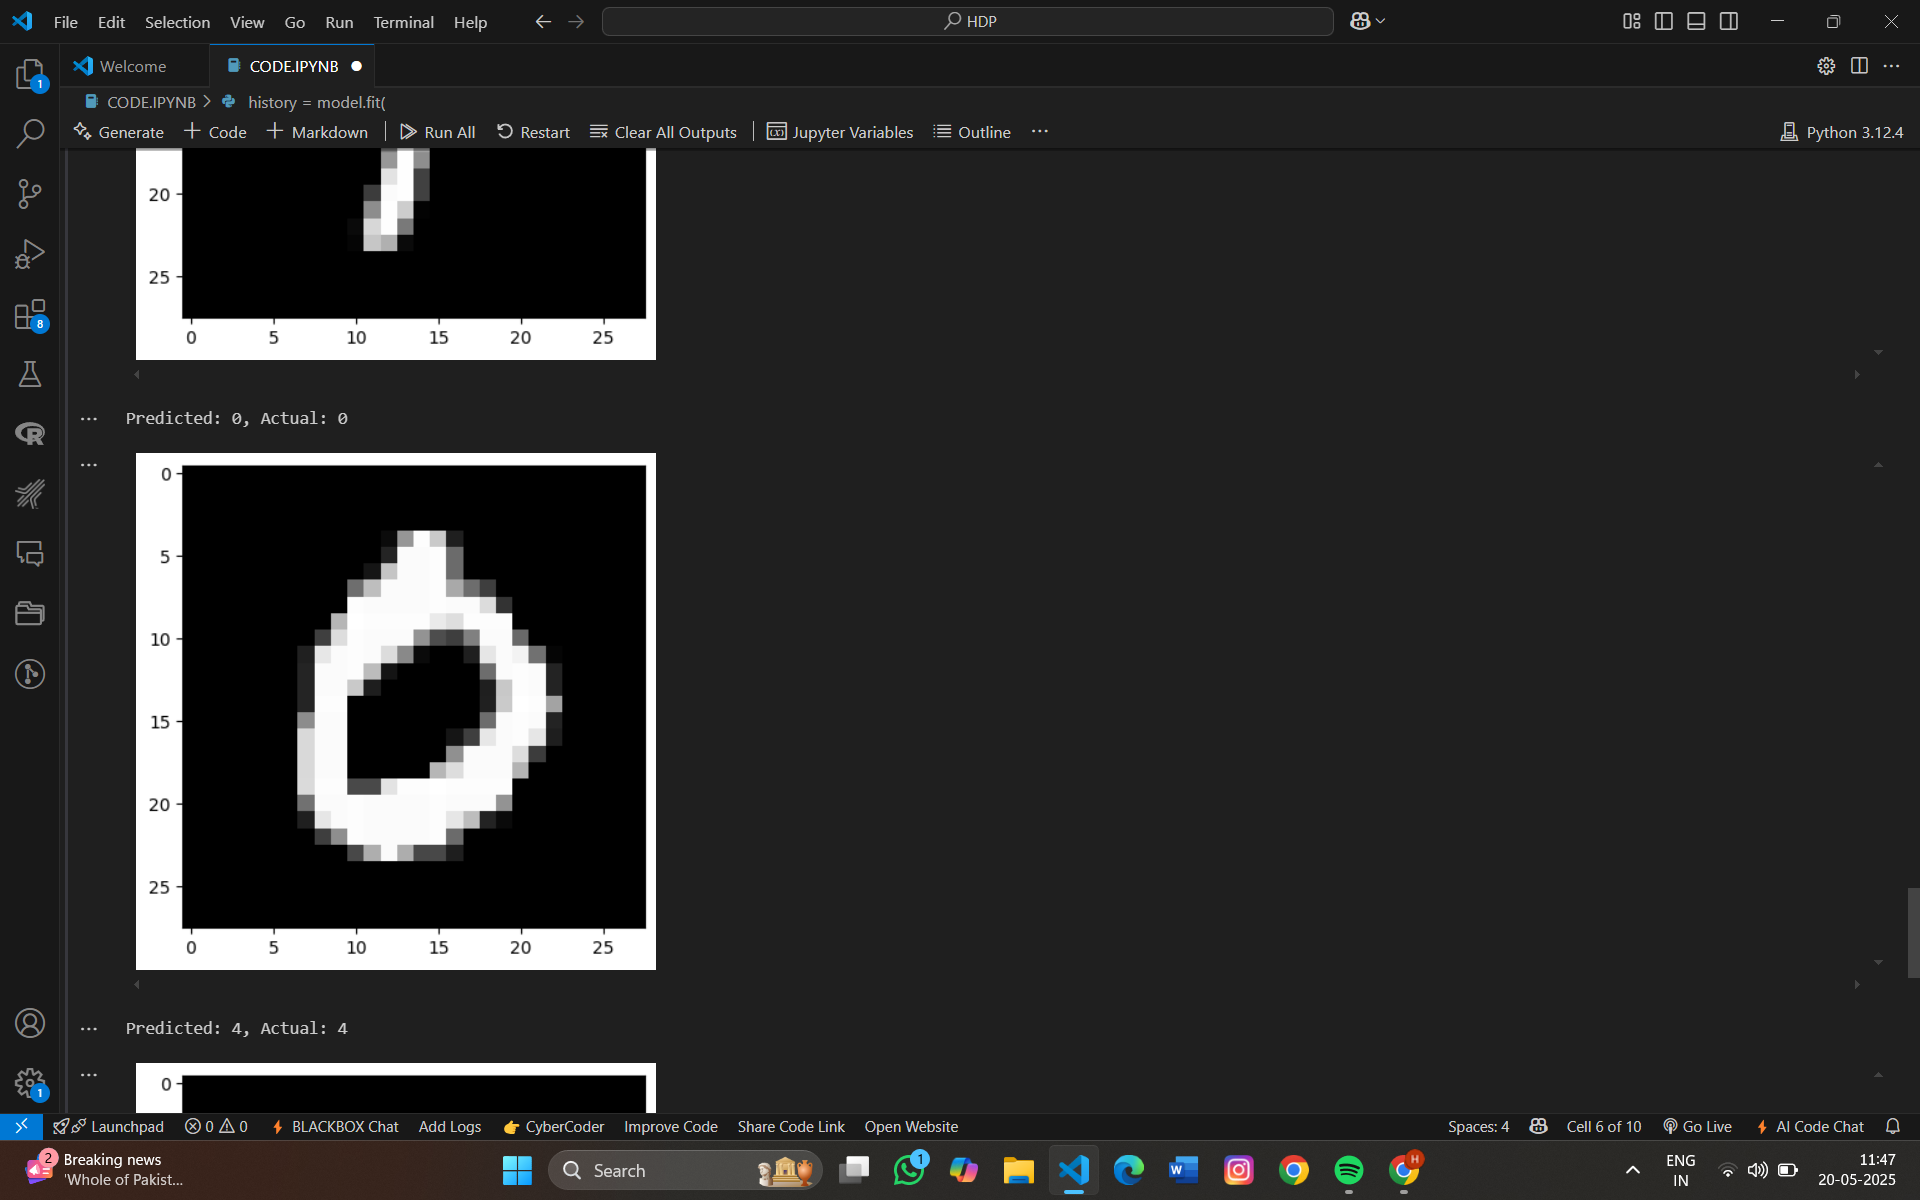 File Edit Selection View Go Run Terminal Help HDP
Welcome CODE.IPYNB
1
CODE.IPYNB > history = model.fit(
Generate + Code + Markdown Run All Restart Clear All Outputs Jupyter Variables Outline ... Python 3.12.4
20
25
0 5 10 15 20 25
8
R
... Predicted: 0, Actual: 0
...
0
5
10
15
20
25
0 5 10 15 20 25
... Predicted: 4, Actual: 4
...
0
1
Launchpad 0 0 BLACKBOX Chat Add Logs CyberCoder Improve Code Share Code Link Open Website Spaces: 4 Cell 6 of 10 Go Live AI Code Chat
2 Breaking news
'Whole of Pakist...
Search
1
W
H
ENG
IN
11:47
20-05-2025